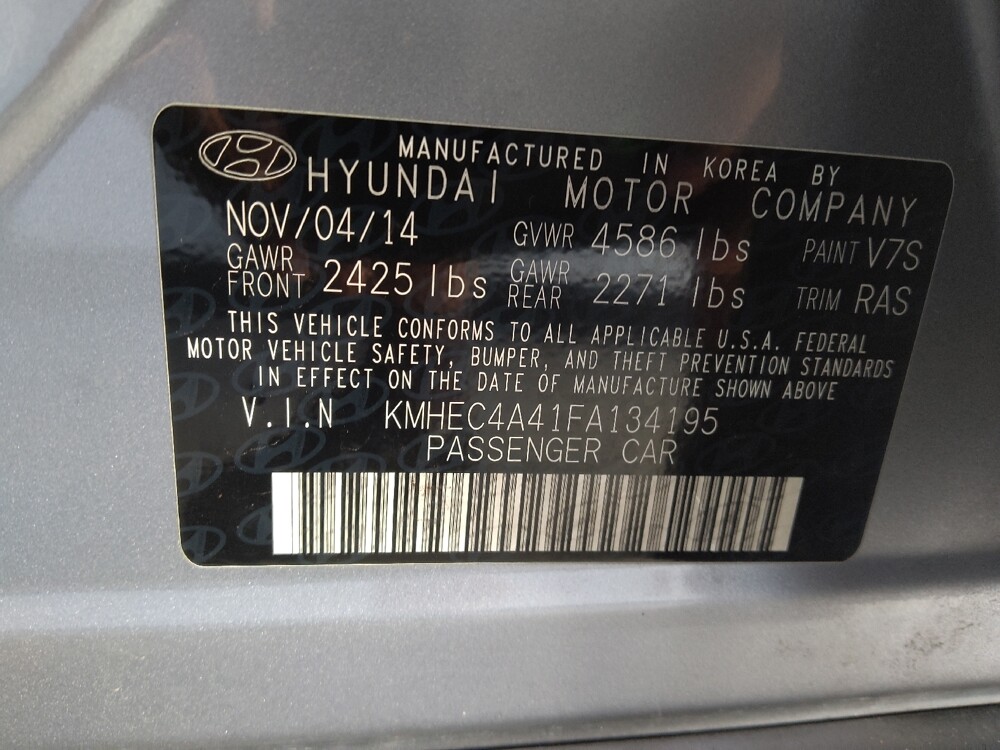 MANUFACTURED IN KOREA BY
HYUNDAI MOTOR COMPANY
NOV/04/14 GVWR 4586 lbs PAINT V7S
GAWR FRONT 2425 lbs GAWR REAR 2271 lbs TRIM RAS
THIS VEHICLE CONFORMS TO ALL APPLICABLE U.S.A. FEDERAL
MOTOR VEHICLE SAFETY, BUMPER, AND THEFT PREVENTION STANDARDS
IN EFFECT ON THE DATE OF MANUFACTURE SHOWN ABOVE
V.I.N KMHEC4A41FA134195
PASSENGER CAR